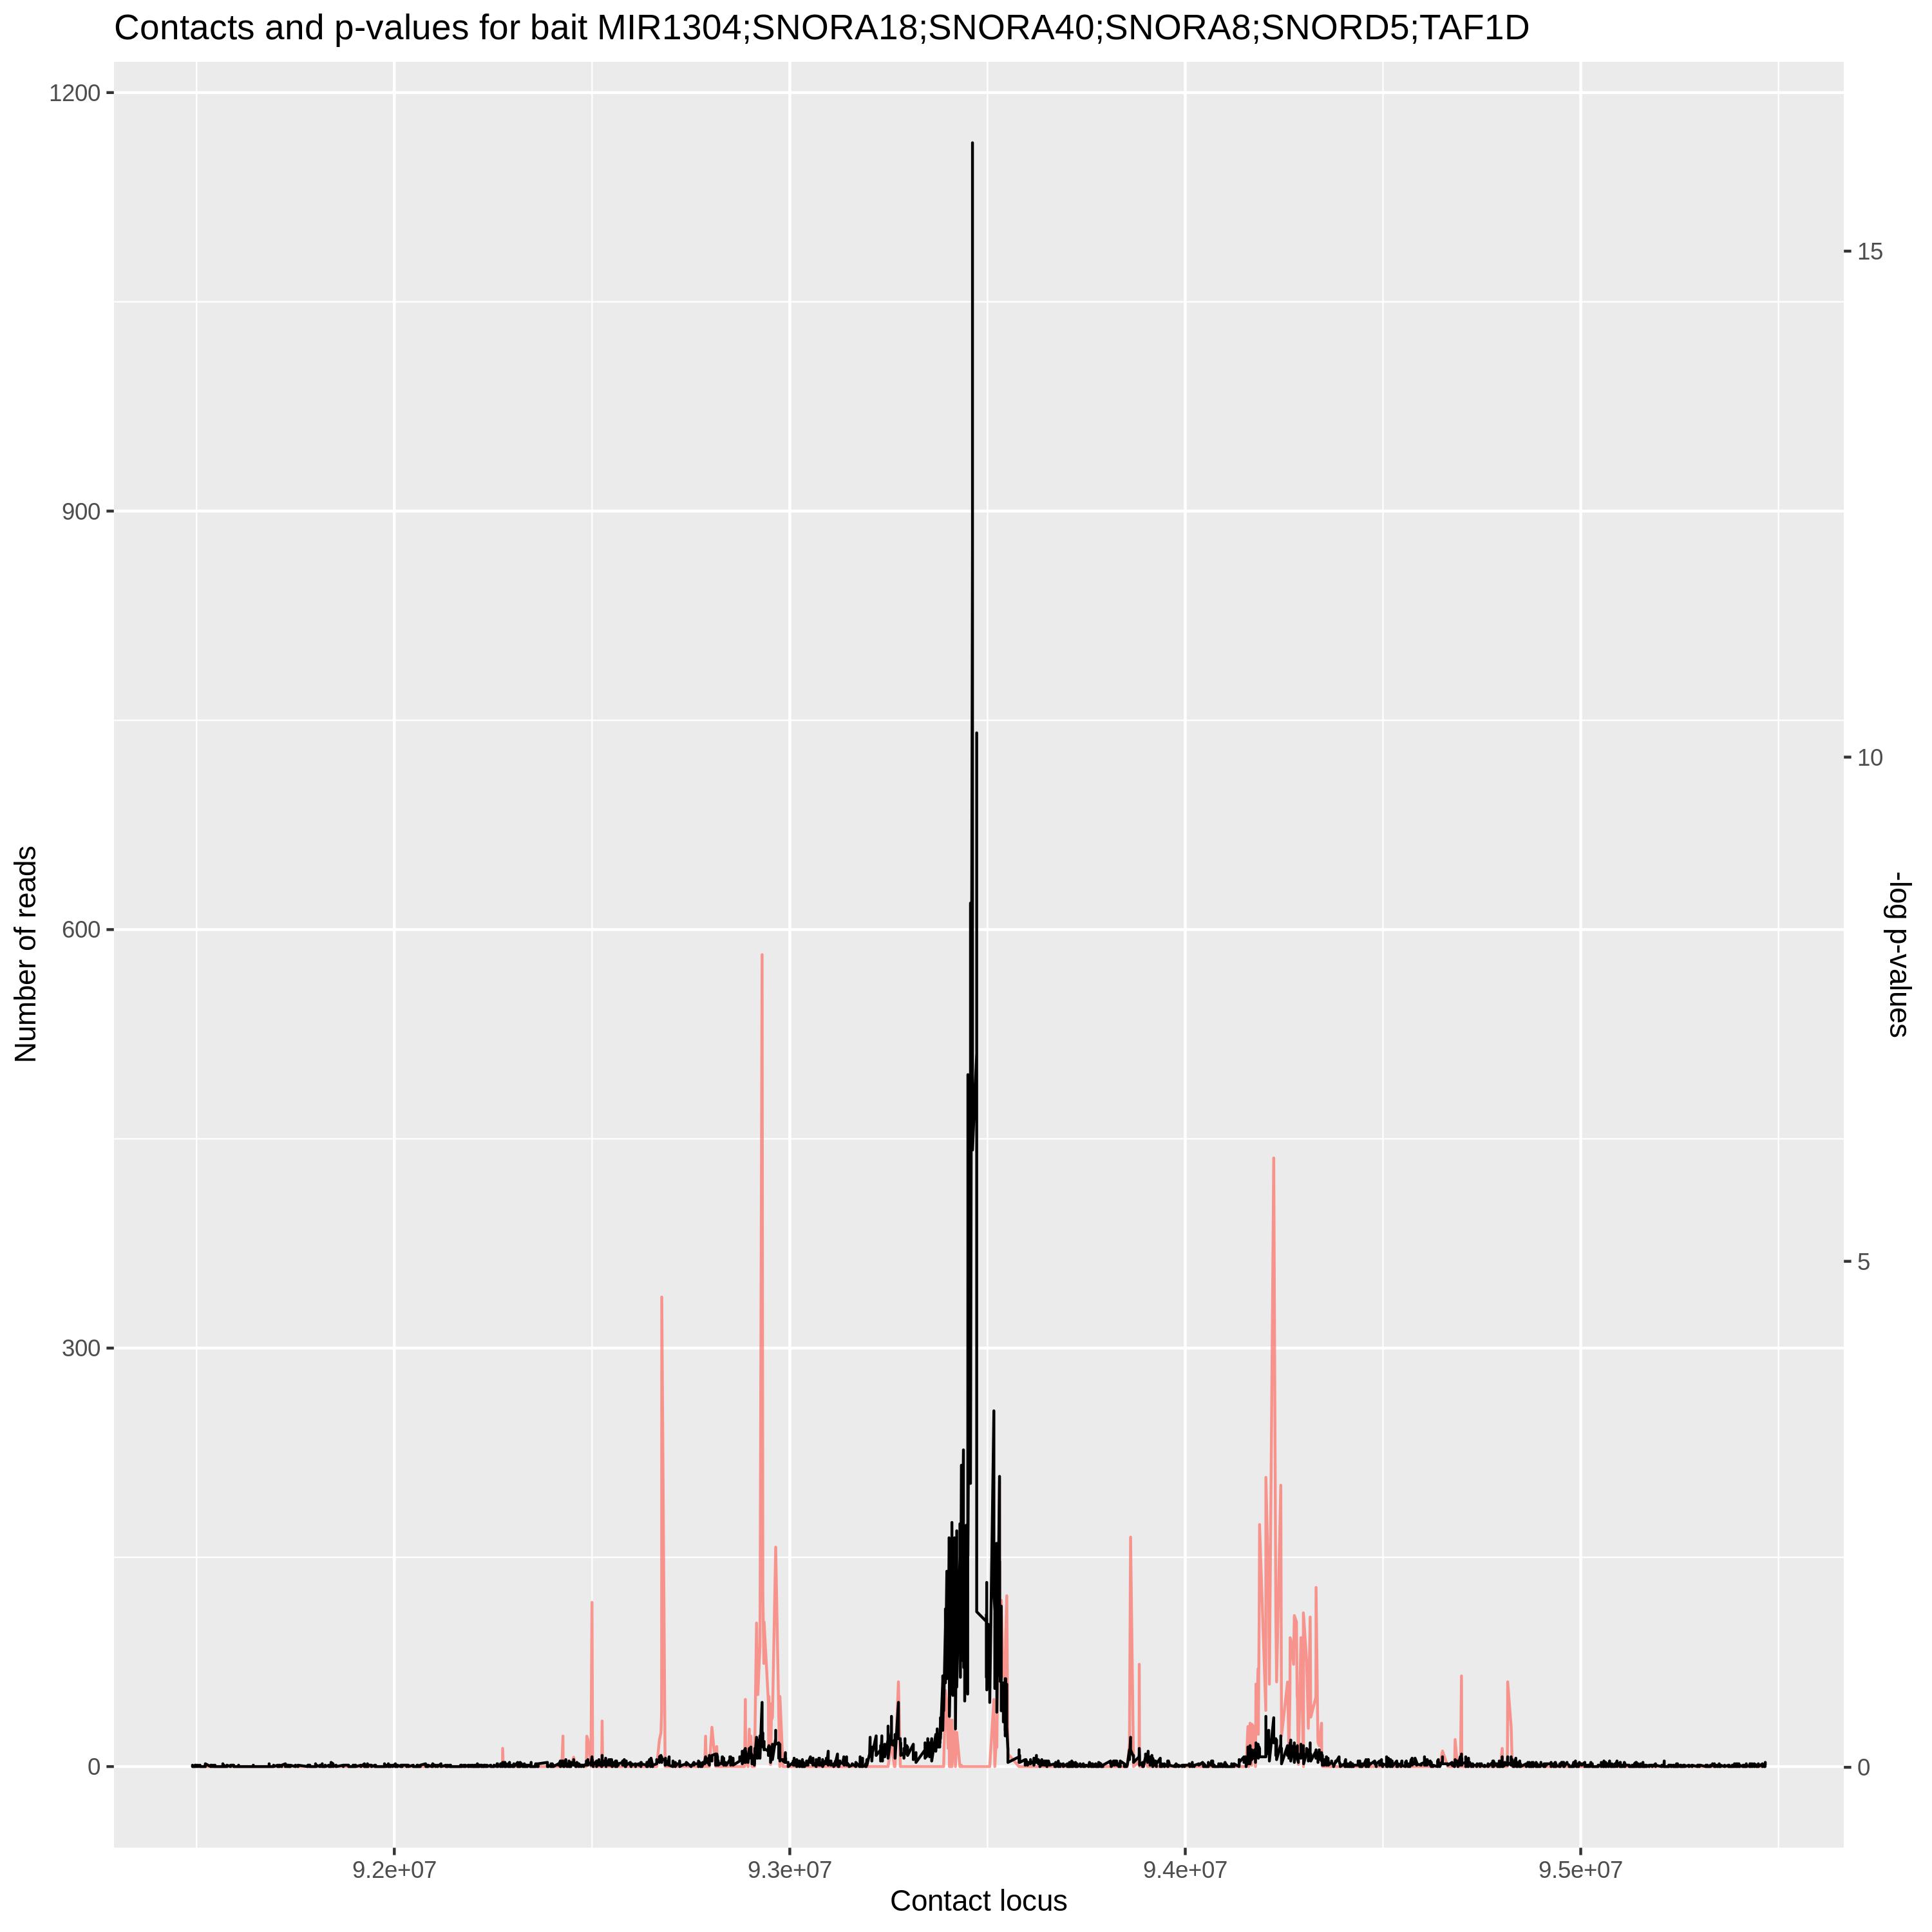 Contacts and p-values for bait MIR1304;SNORA18;SNORA40;SNORA8;SNORD5;TAF1D
1200
900
600
300
0
Number of reads
15
10
5
0
-log p-values
9.2e+07 9.3e+07 9.4e+07 9.5e+07
Contact locus